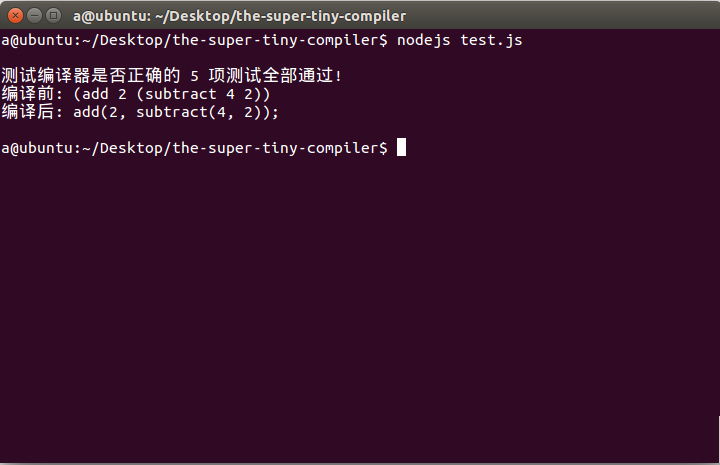 a@ubuntu: ~/Desktop/the-super-tiny-compiler
a@ubuntu:~/Desktop/the-super-tiny-compiler$ nodejs test.js
测试编译器是否正确的 5 项测试全部通过!
编译前: (add 2 (subtract 4 2))
编译后: add(2, subtract(4, 2));
a@ubuntu:~/Desktop/the-super-tiny-compiler$